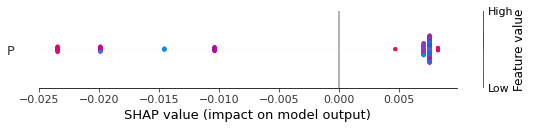 High
P
Low
−0.025 −0.020 −0.015 −0.010 −0.005 0.000 0.005
SHAP value (impact on model output)
Feature value